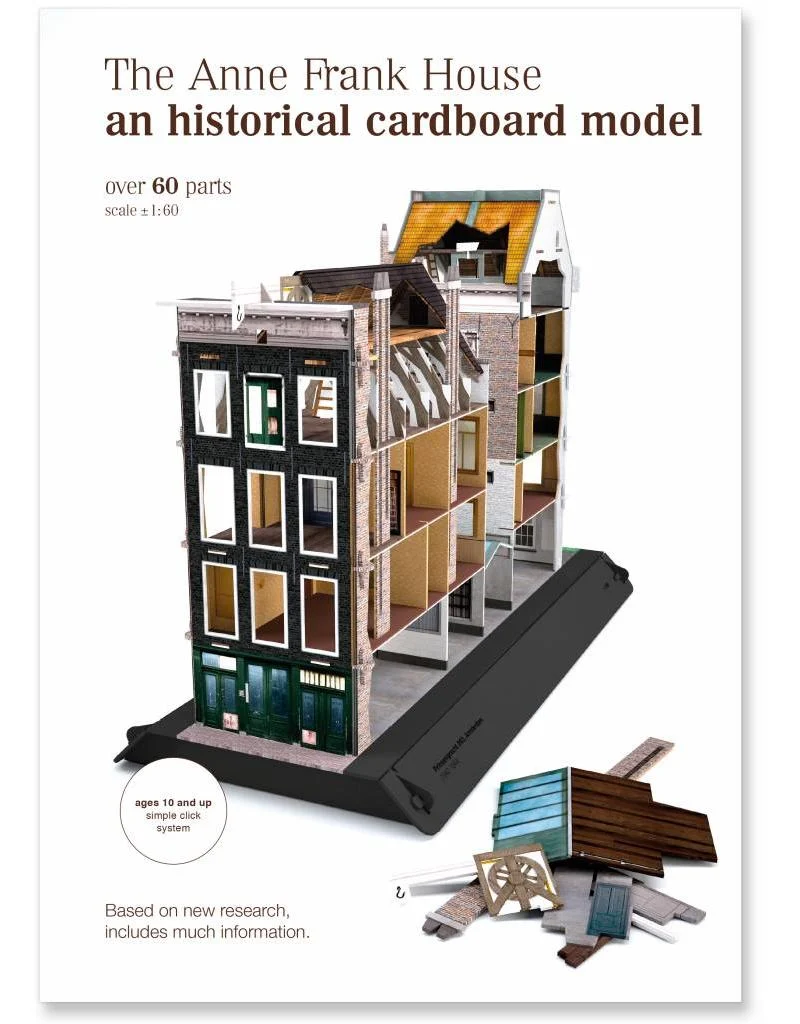 The Anne Frank House
an historical cardboard model
over 60 parts
scale ±1:60
Prinsengracht 263, Amsterdam
ages 10 and up
simple click
system
Based on new research,
includes much information.